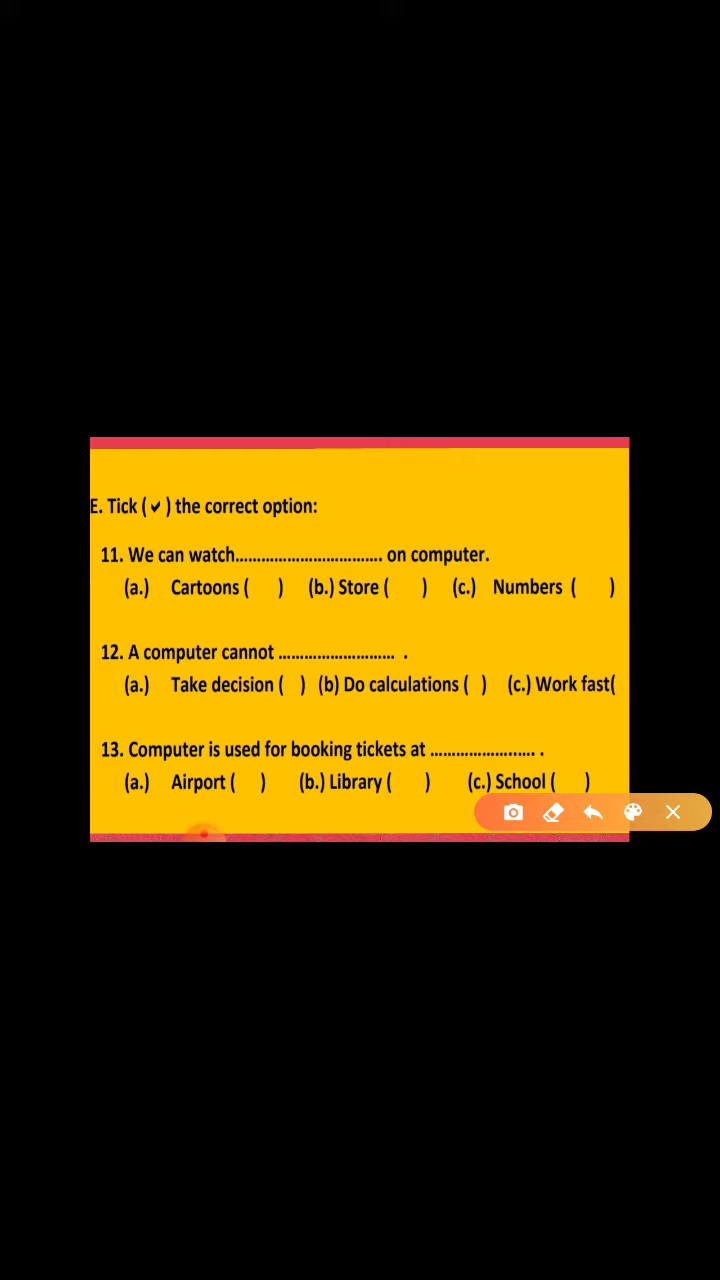 E. Tick ( ✓ ) the correct option:
11. We can watch................................. on computer.
(a.) Cartoons ( ) (b.) Store ( ) (c.) Numbers ( )
12. A computer cannot .......................... .
(a.) Take decision ( ) (b) Do calculations ( ) (c.) Work fast(
13. Computer is used for booking tickets at ......................... .
(a.) Airport ( ) (b.) Library ( ) (c.) School ( )